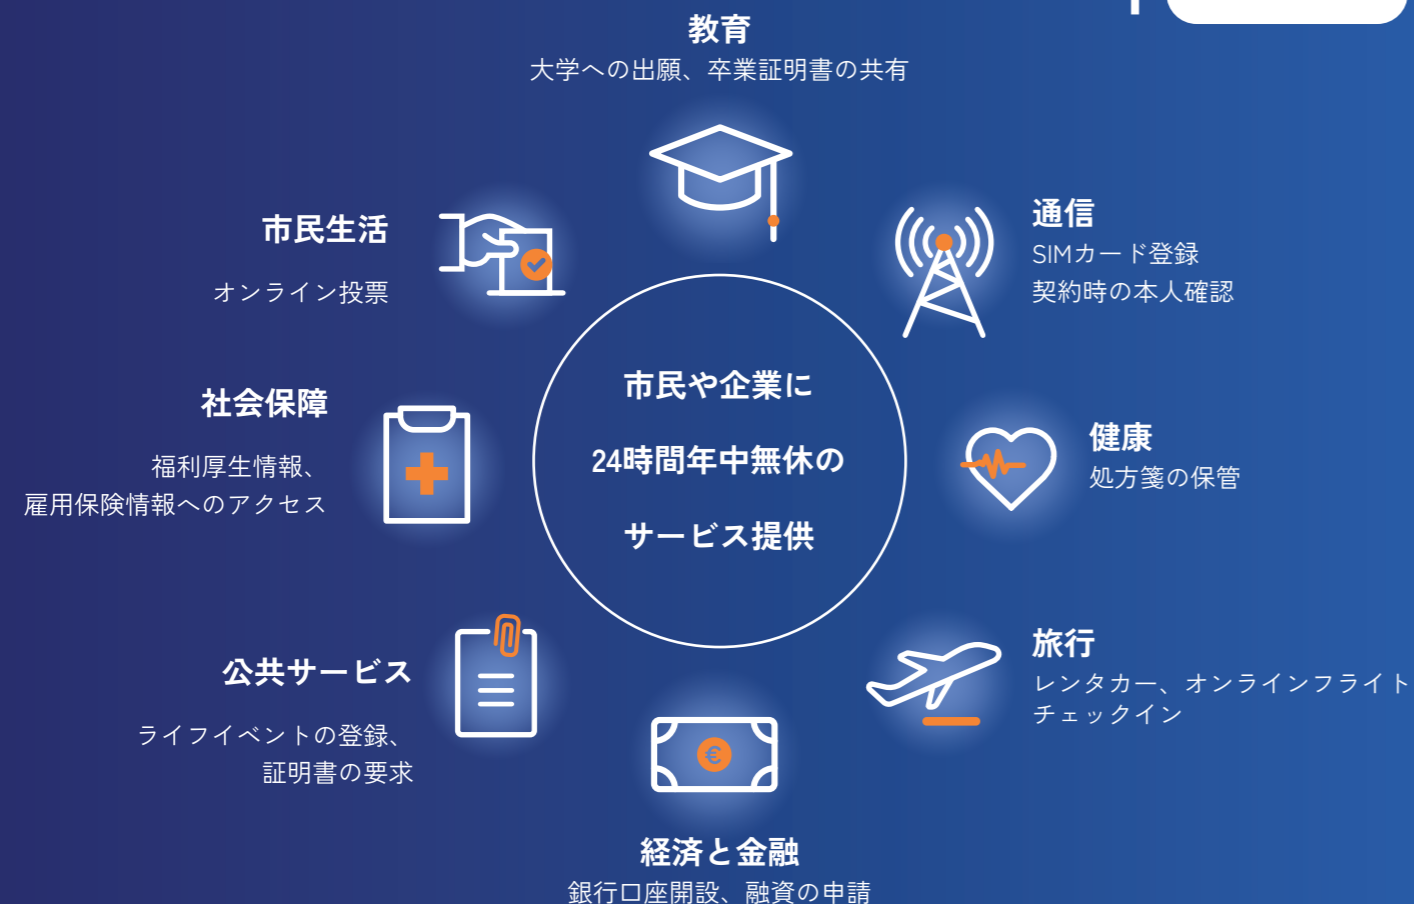 教育
大学への出願、卒業証明書の共有
通信
SIMカード登録
契約時の本人確認
健康
処方箋の保管
旅行
レンタカー、オンラインフライト
チェックイン
経済と金融
銀行口座開設、融資の申請
公共サービス
ライフイベントの登録、
証明書の要求
社会保障
福利厚生情報、
雇用保険情報へのアクセス
市民生活
オンライン投票
市民や企業に
24時間年中無休の
サービス提供
€